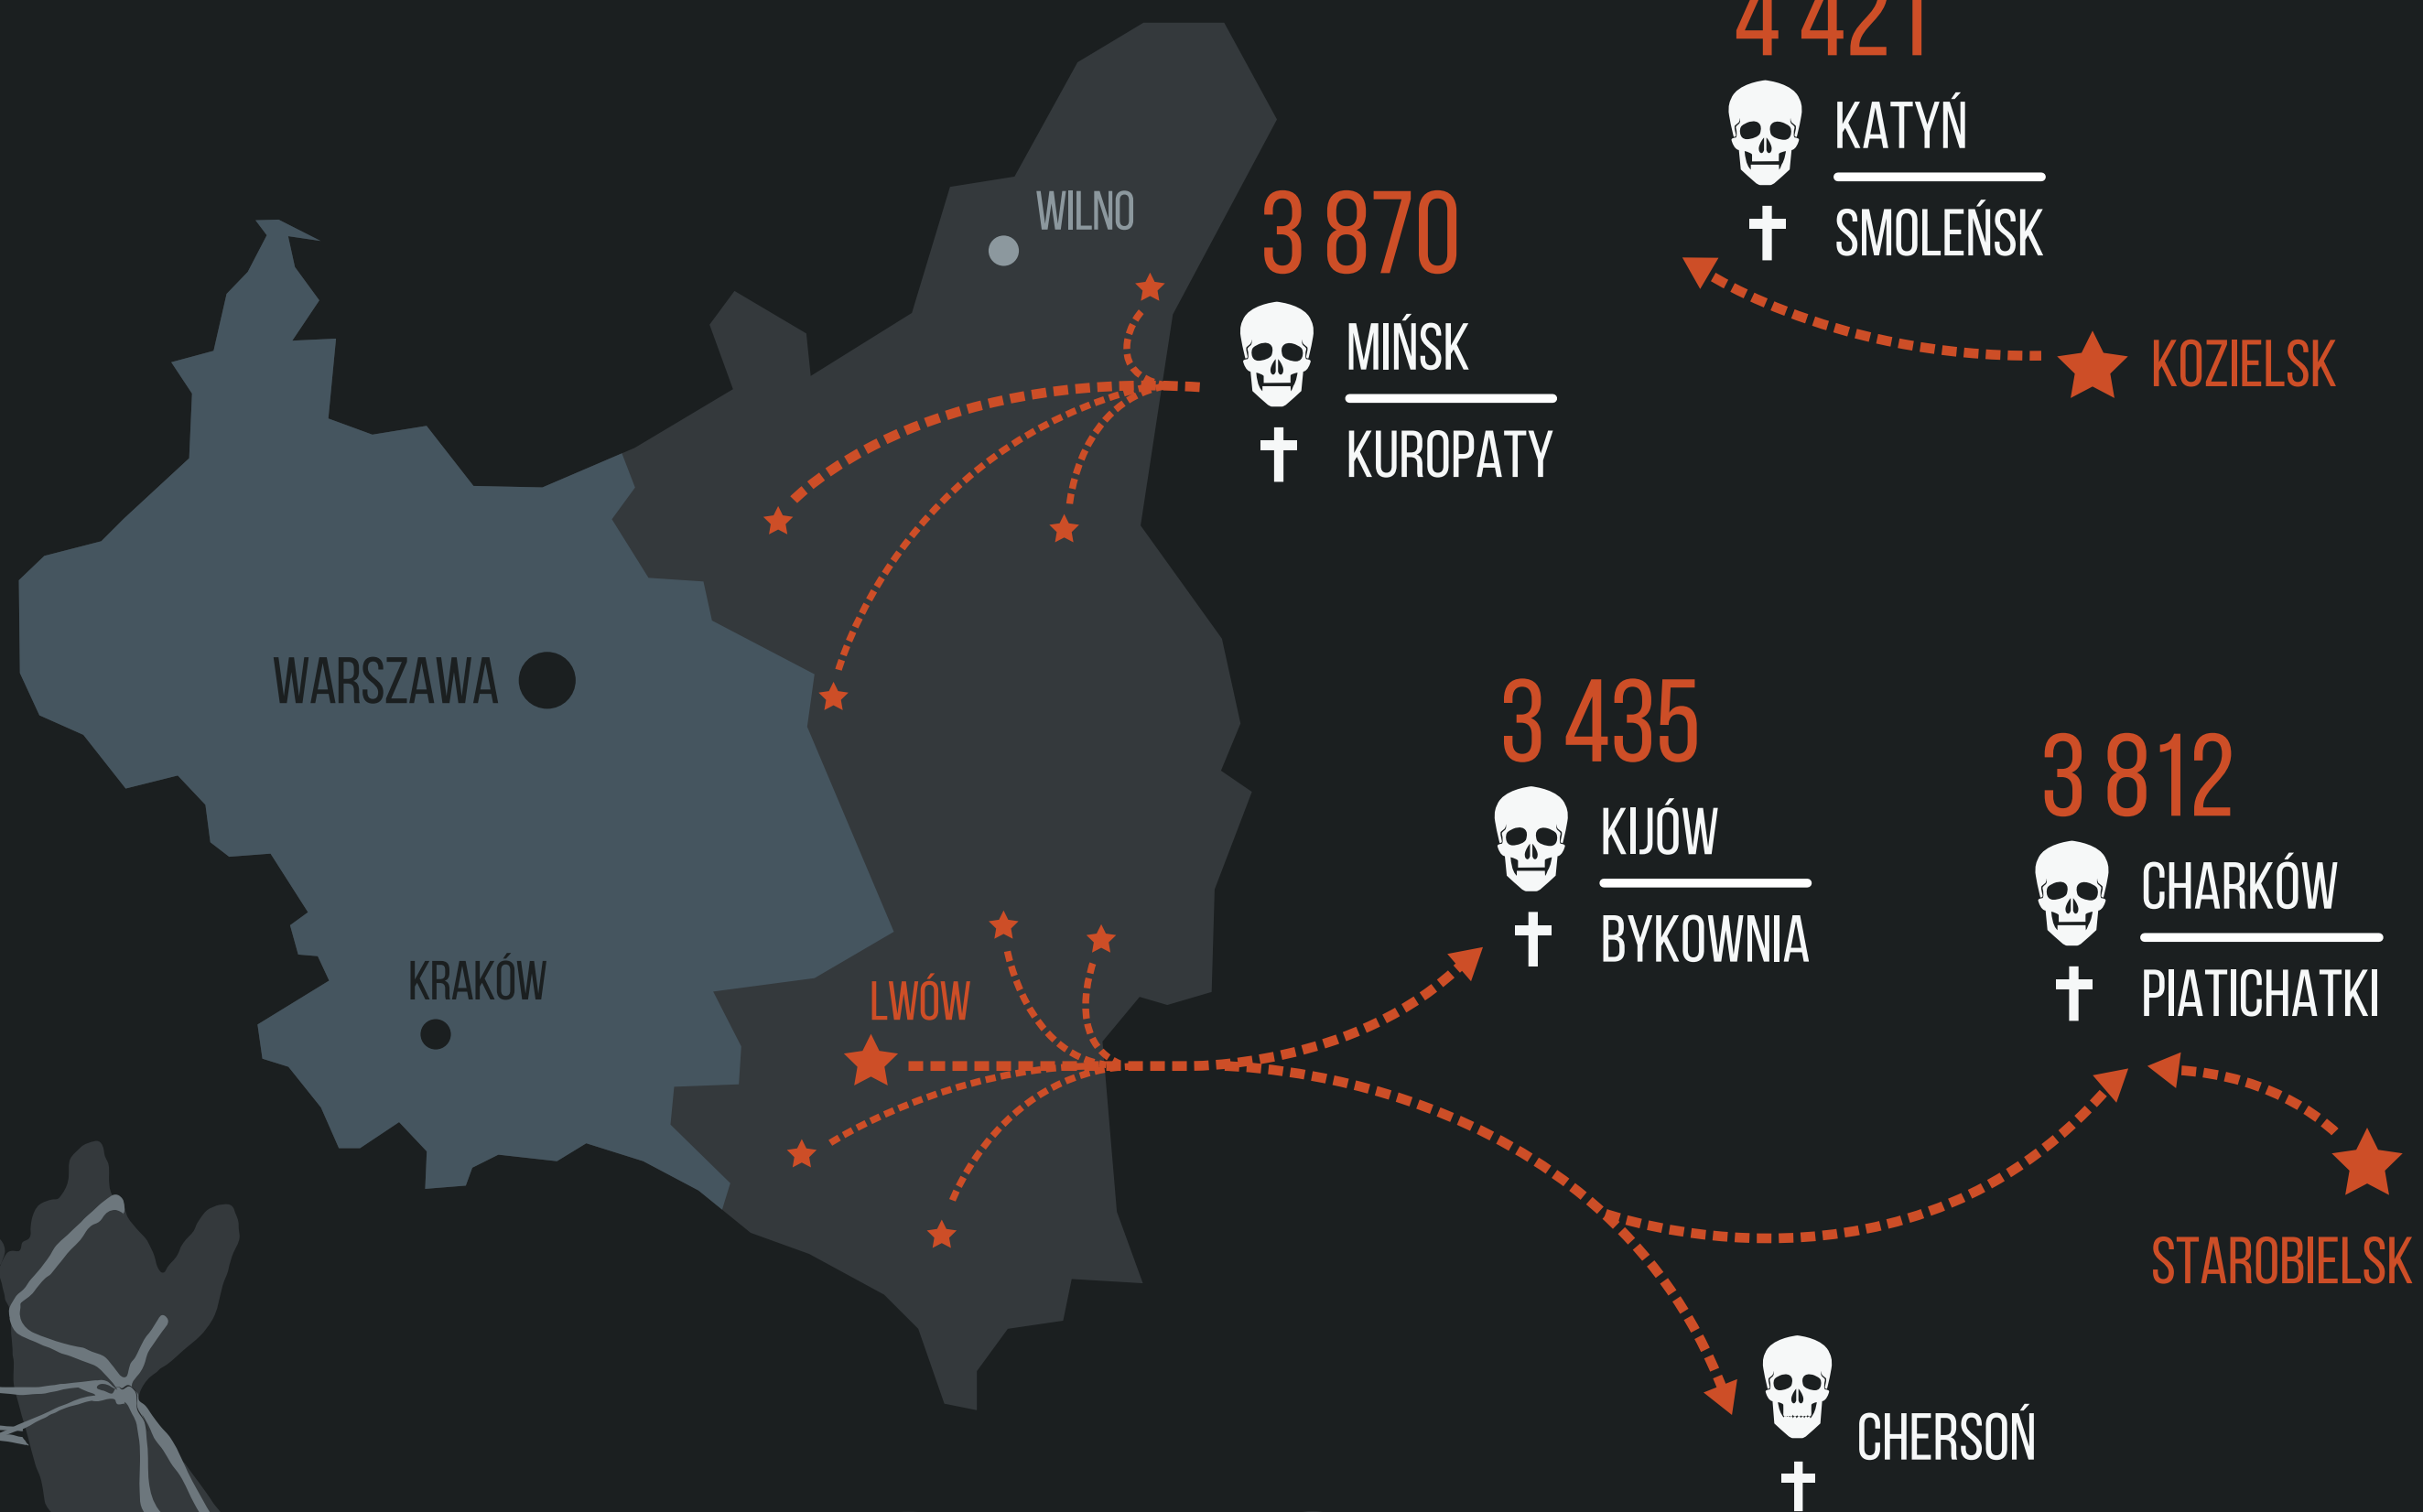 4 421
KATYŃ
SMOLEŃSK
WILNO
3 870
MIŃSK
KUROPATY
KOZIELSK
WARSZAWA
3 435
KIJÓW
BYKOWNIA
3 812
CHARKÓW
PIATICHATKI
KRAKÓW
LWÓW
STAROBIELSK
CHERSOŃ